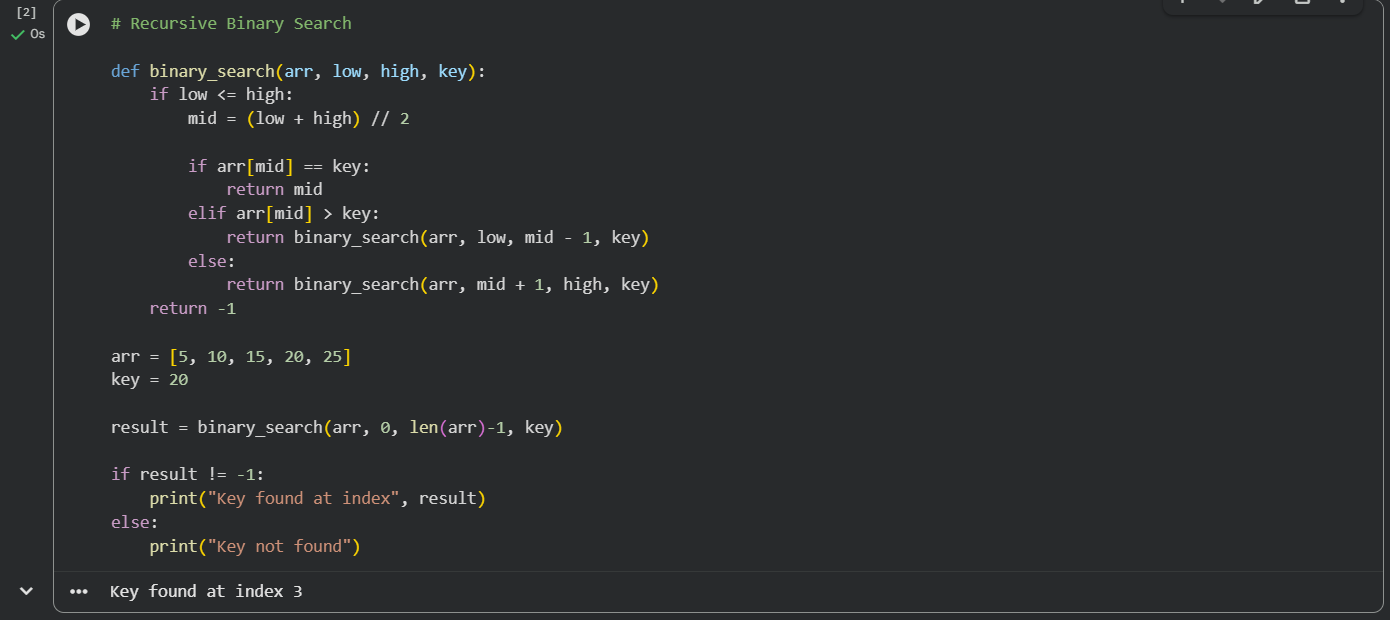 [2]
0s
# Recursive Binary Search
def binary_search(arr, low, high, key):
    if low <= high:
        mid = (low + high) // 2
        if arr[mid] == key:
            return mid
        elif arr[mid] > key:
            return binary_search(arr, low, mid - 1, key)
        else:
            return binary_search(arr, mid + 1, high, key)
    return -1
arr = [5, 10, 15, 20, 25]
key = 20
result = binary_search(arr, 0, len(arr)-1, key)
if result != -1:
    print("Key found at index", result)
else:
    print("Key not found")
Key found at index 3